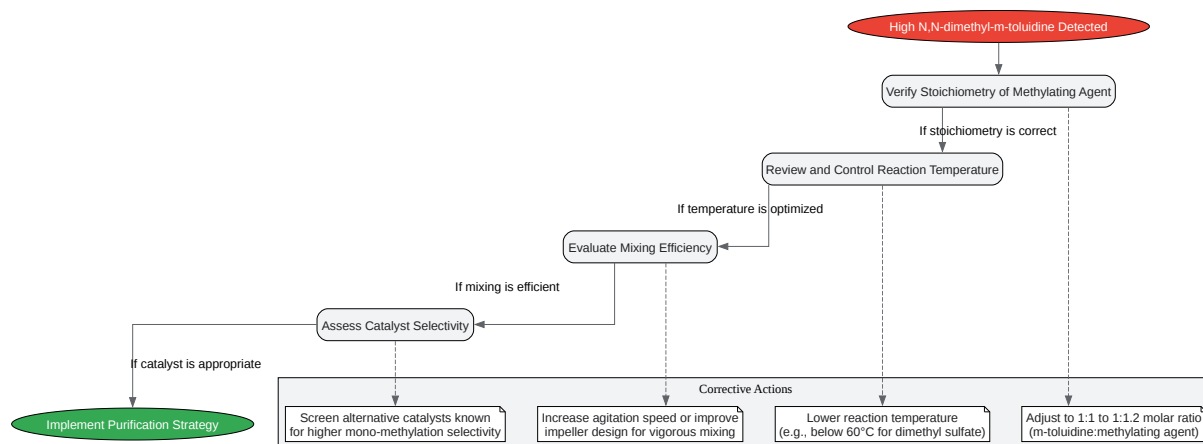 High N,N-dimethyl-m-toluidine Detected
Verify Stoichiometry of Methylating Agent
If stoichiometry is correct
Review and Control Reaction Temperature
If temperature is optimized
Evaluate Mixing Efficiency
If mixing is efficient
Assess Catalyst Selectivity
If catalyst is appropriate
Implement Purification Strategy
Corrective Actions
Screen alternative catalysts known
for higher mono-methylation selectivity
Increase agitation speed or improve
impeller design for vigorous mixing
Lower reaction temperature
(e.g., below 60°C for dimethyl sulfate)
Adjust to 1:1 to 1:1.2 molar ratio
(m-toluidine:methylating agent)